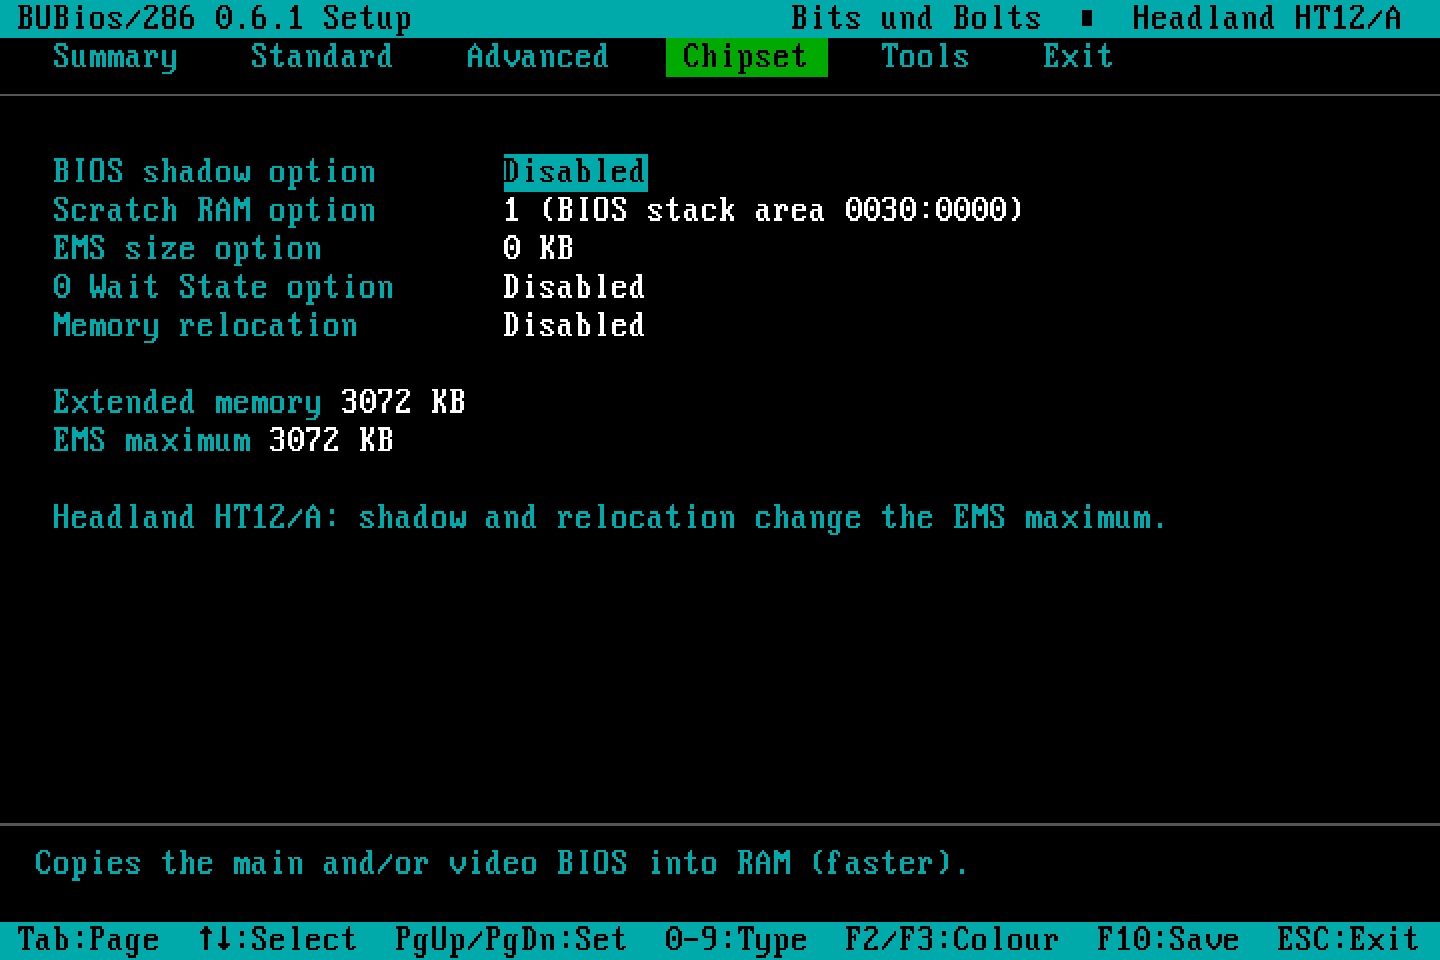 BUBios/286 0.6.1 Setup Bits und Bolts ▪ Headland HT12/A
Summary Standard Advanced Chipset Tools Exit
BIOS shadow option Disabled
Scratch RAM option 1 (BIOS stack area 0030:0000)
EMS size option 0 KB
0 Wait State option Disabled
Memory relocation Disabled
Extended memory 3072 KB
EMS maximum 3072 KB
Headland HT12/A: shadow and relocation change the EMS maximum.
Copies the main and/or video BIOS into RAM (faster).
Tab:Page ↑↓:Select PgUp/PgDn:Set 0-9:Type F2/F3:Colour F10:Save ESC:Exit